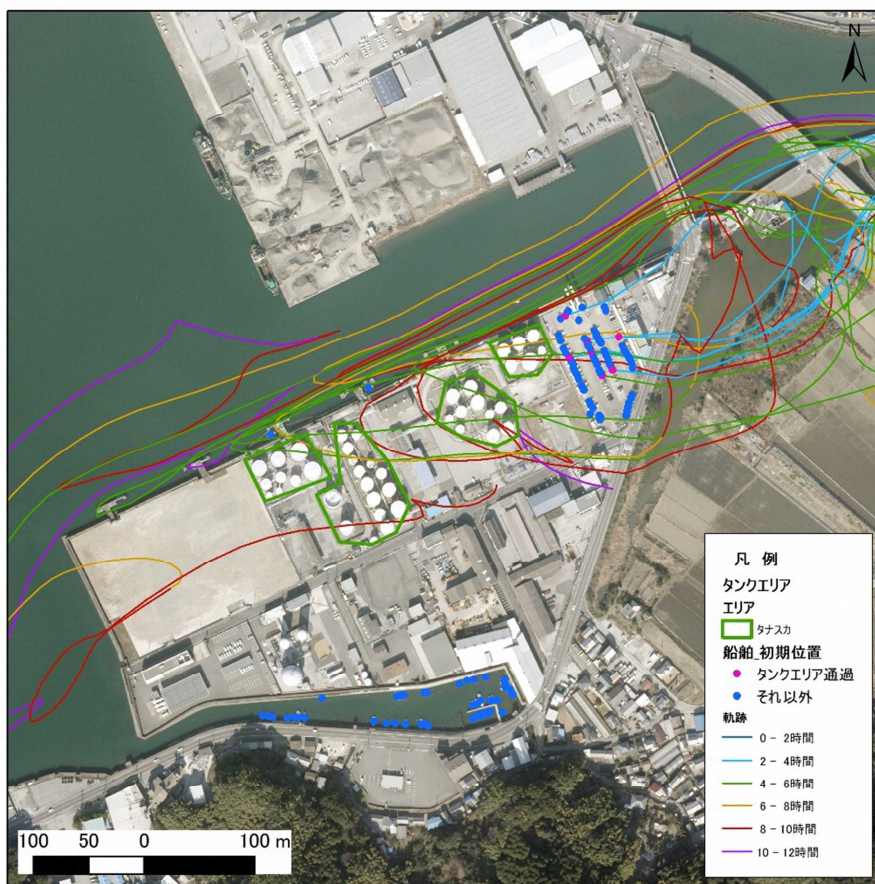 N
凡 例
タンクエリア
エリア
タナスカ
船舶_初期位置
タンクエリア通過
それ以外
軌跡
0 - 2時間
2 - 4時間
4 - 6時間
6 - 8時間
8 - 10時間
10 - 12時間
100 50 0 100 m